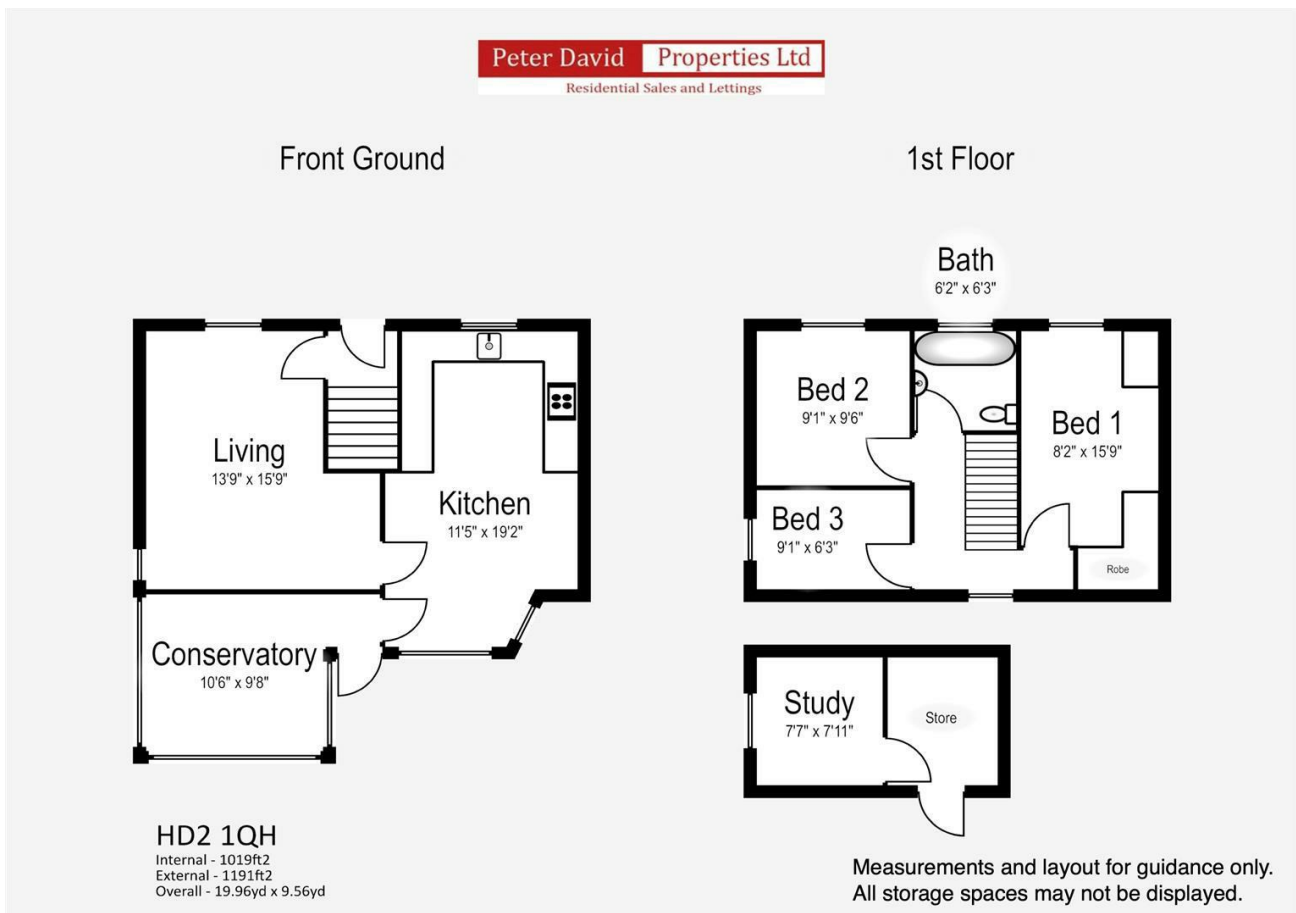 Peter David Properties Ltd
Residential Sales and Lettings
Front Ground
1st Floor
Bath
6'2" x 6'3"
Living
13'9" x 15'9"
Kitchen
11'5" x 19'2"
Conservatory
10'6" x 9'8"
Bed 2
9'1" x 9'6"
Bed 1
8'2" x 15'9"
Bed 3
9'1" x 6'3"
Robe
Study
7'7" x 7'11"
Store
HD2 1QH
Internal - 1019ft2
External - 1191ft2
Overall - 19.96yd x 9.56yd
Measurements and layout for guidance only.
All storage spaces may not be displayed.